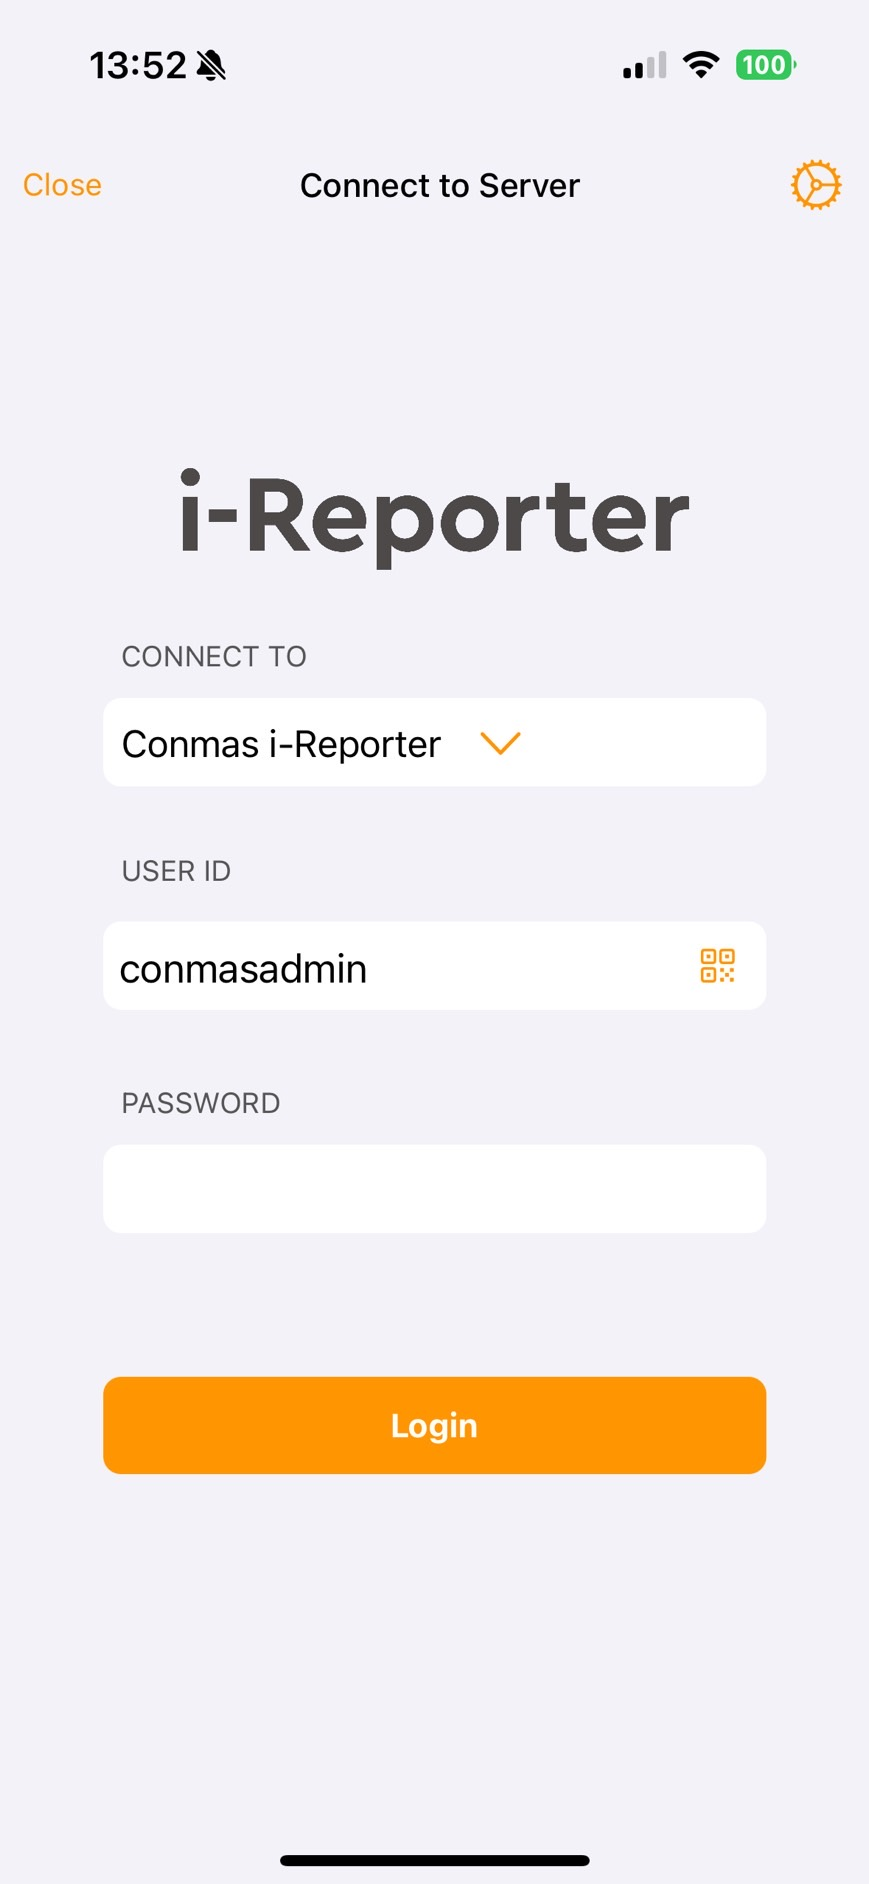 13:52
100
Close
Connect to Server
i-Reporter
CONNECT TO
Conmas i-Reporter
USER ID
conmasadmin
PASSWORD
Login